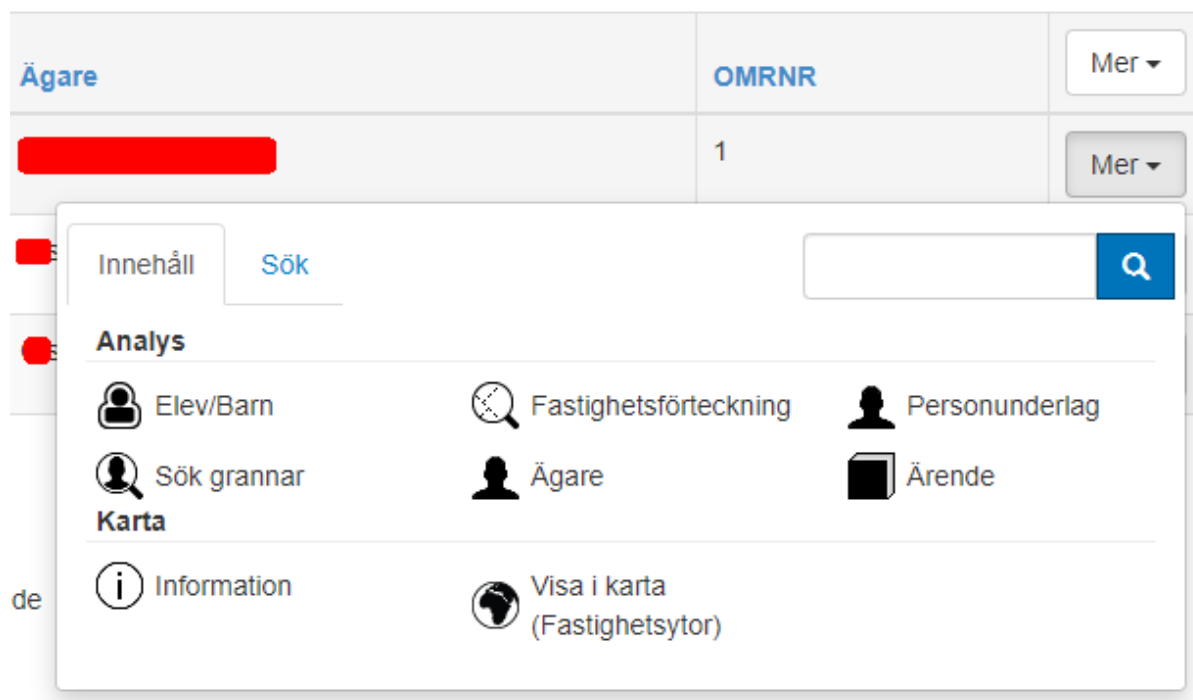 Ägare OMRNR Mer
1 Mer
Innehåll Sök
Analys
Elev/Barn Fastighetsförteckning Personunderlag
Sök grannar Ägare Ärende
Karta
Information Visa i karta
(Fastighetsytor)
de